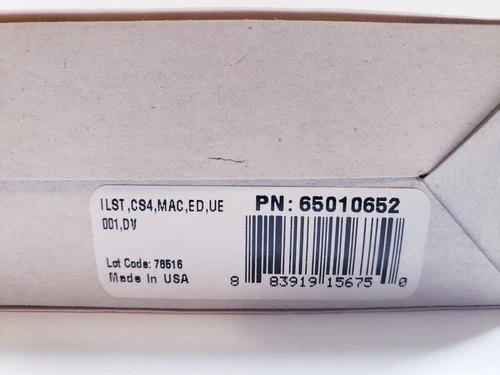 ILST,CS4,MAC,ED,UE
001,DV
Lot Code: 78516
Made in USA
PN: 65010652
8 83919 15675 0